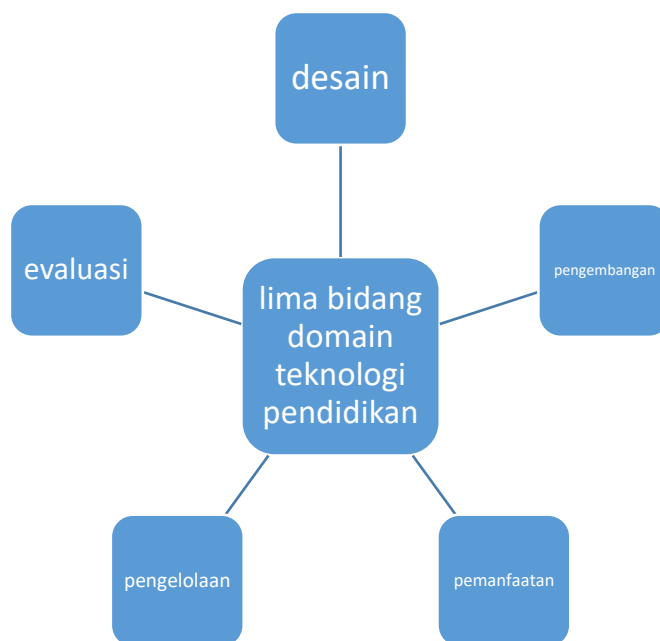 desain
evaluasi
pengembangan
lima bidang
domain
teknologi
pendidikan
pengelolaan
pemanfaatan